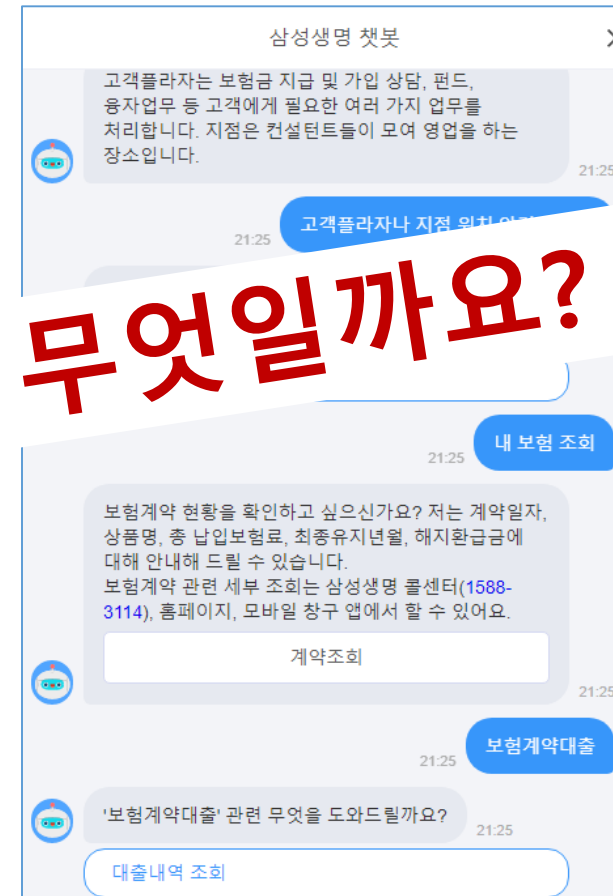 삼성생명 챗봇
고객플라자는 보험금 지급 및 가입 상담, 펀드,
융자업무 등 고객에게 필요한 여러 가지 업무를
처리합니다. 지점은 컨설턴트들이 모여 영업을 하는
장소입니다.
21:25
고객플라자나 지점 위치
21:25
무엇일까요?
내 보험 조회
21:25
보험계약 현황을 확인하고 싶으신가요? 저는 계약일자,
상품명, 총 납입보험료, 최종유지년월, 해지환급금에
대해 안내해 드릴 수 있습니다.
보험계약 관련 세부 조회는 삼성생명 콜센터(1588-
3114), 홈페이지, 모바일 창구 앱에서 할 수 있어요.
계약조회
21:25
보험계약대출
21:25
'보험계약대출' 관련 무엇을 도와드릴까요?
21:25
대출내역 조회